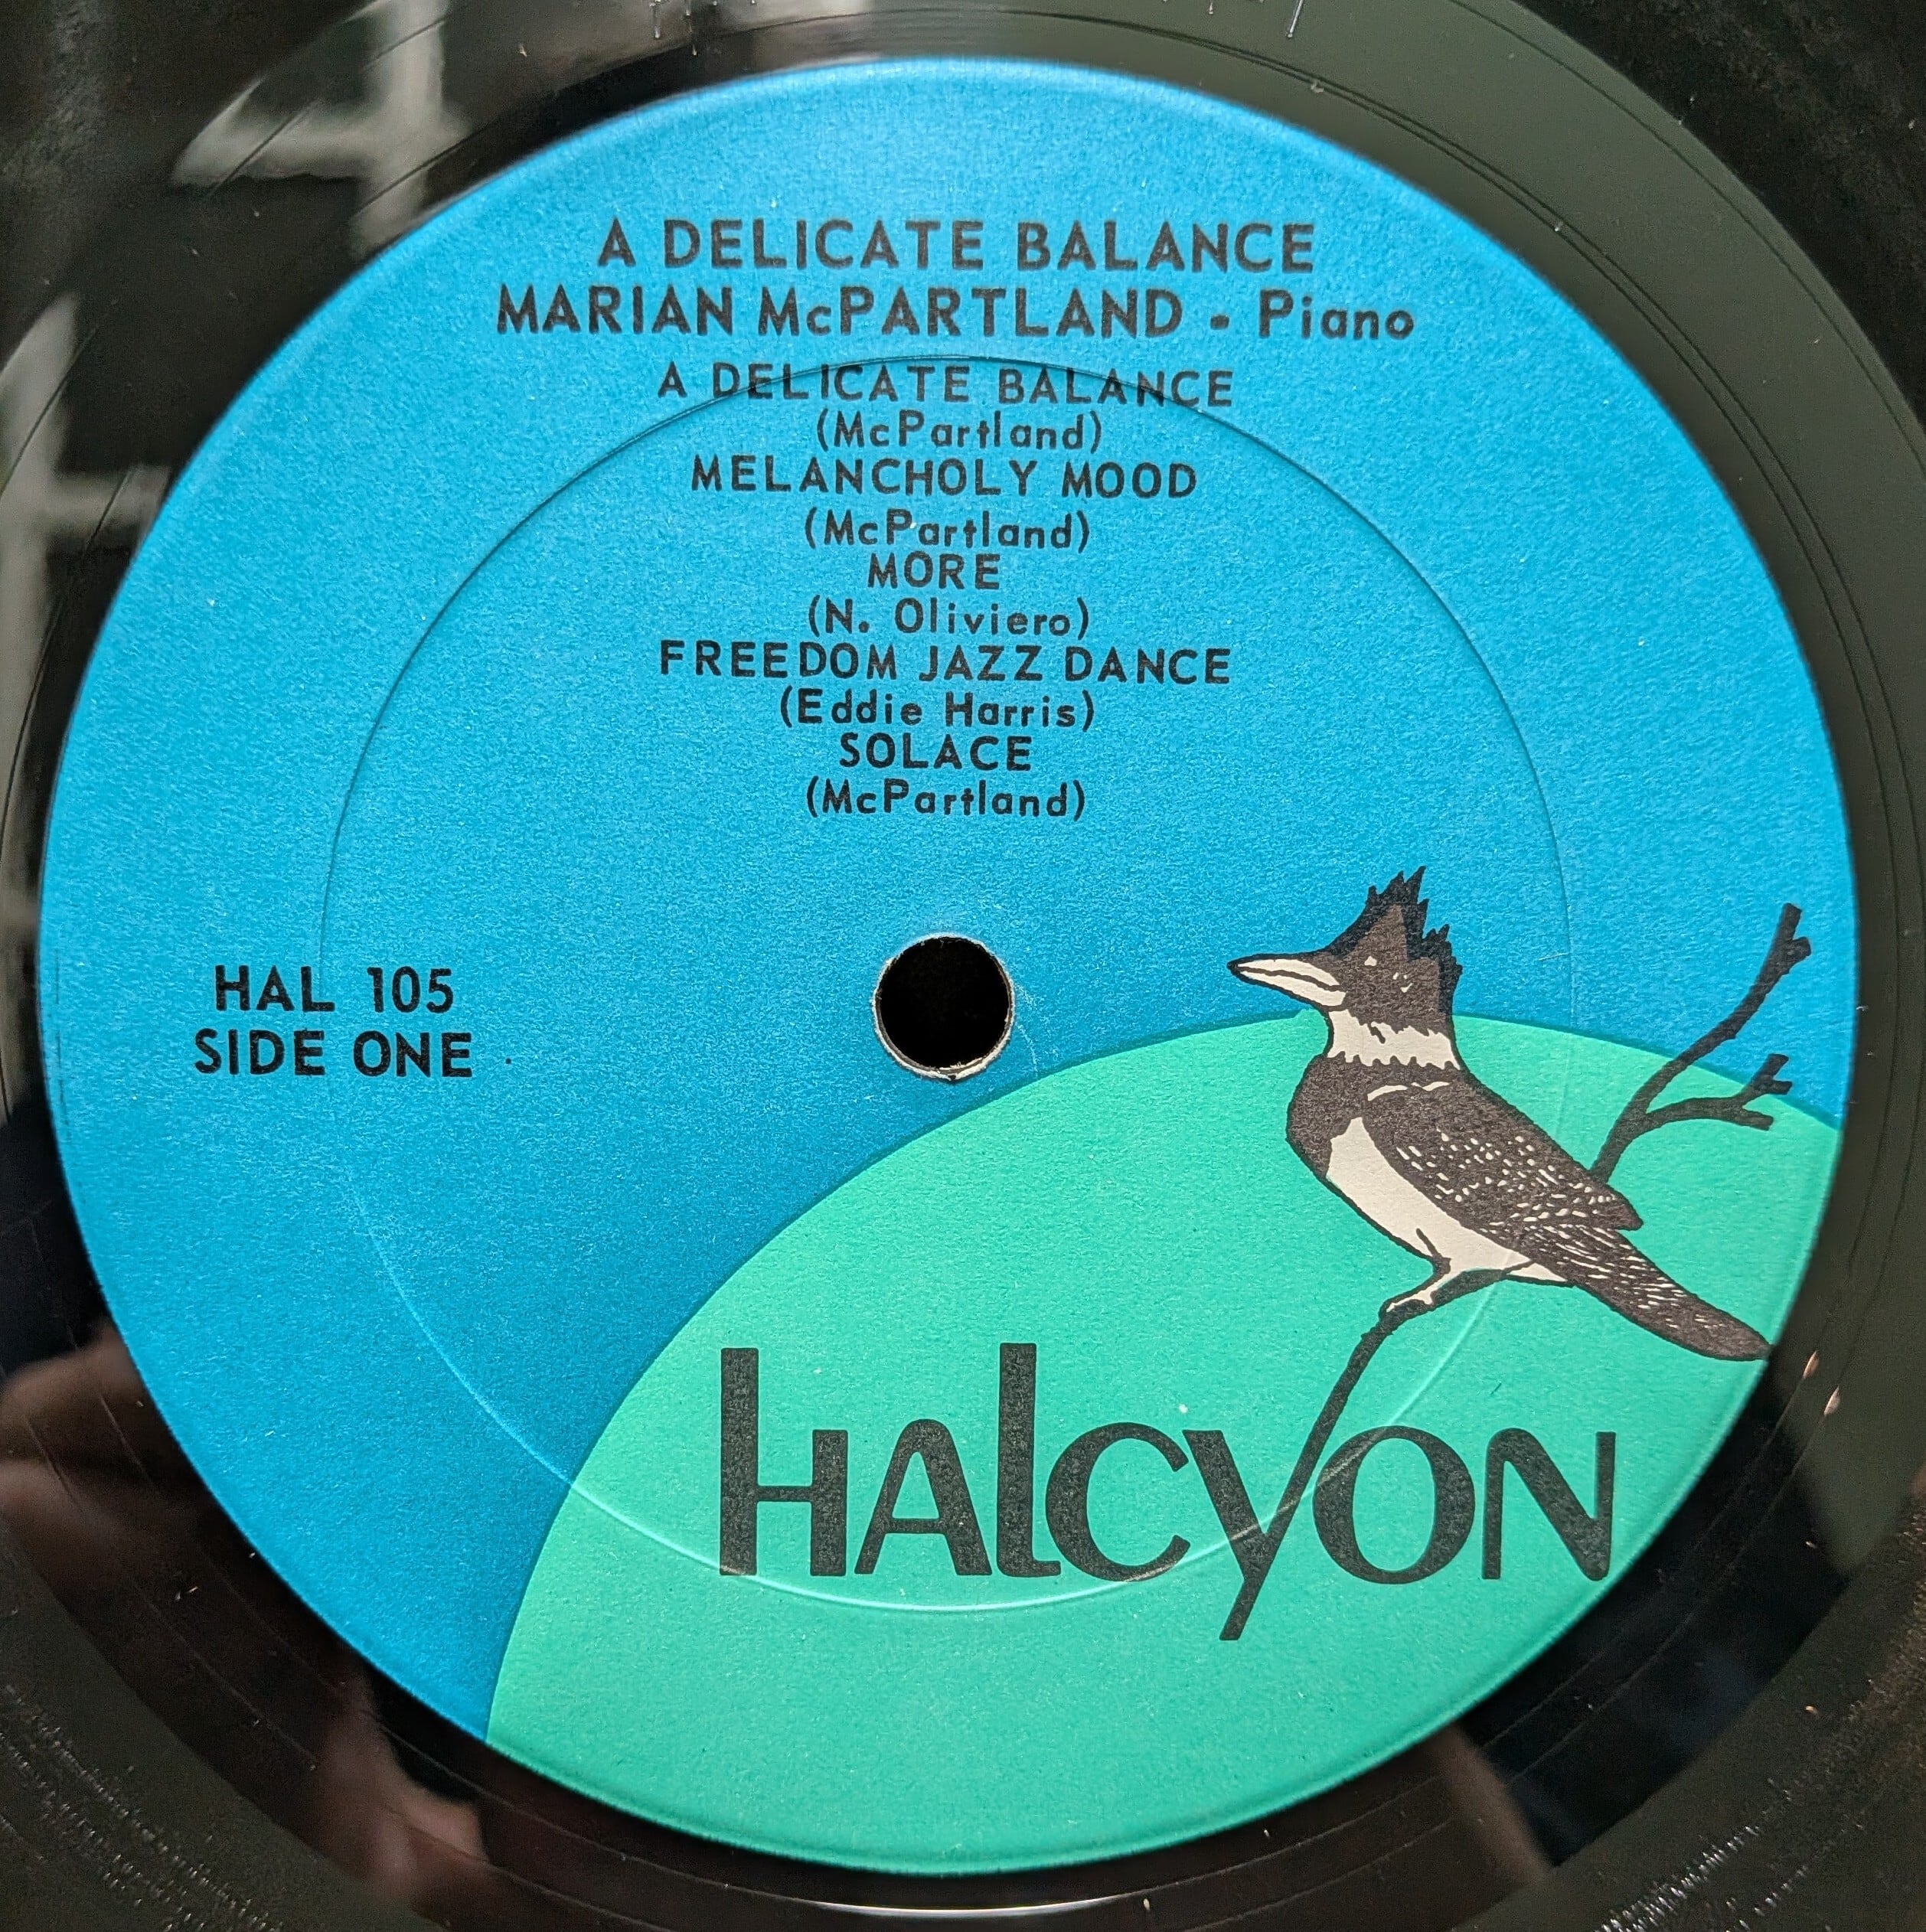 A DELICATE BALANCE
MARIAN McPARTLAND - Piano
A DELICATE BALANCE
(McPartland)
MELANCHOLY MOOD
(McPartland)
MORE
(N. Oliviero)
FREEDOM JAZZ DANCE
(Eddie Harris)
SOLACE
(McPartland)
HAL 105
SIDE ONE
HALCYON